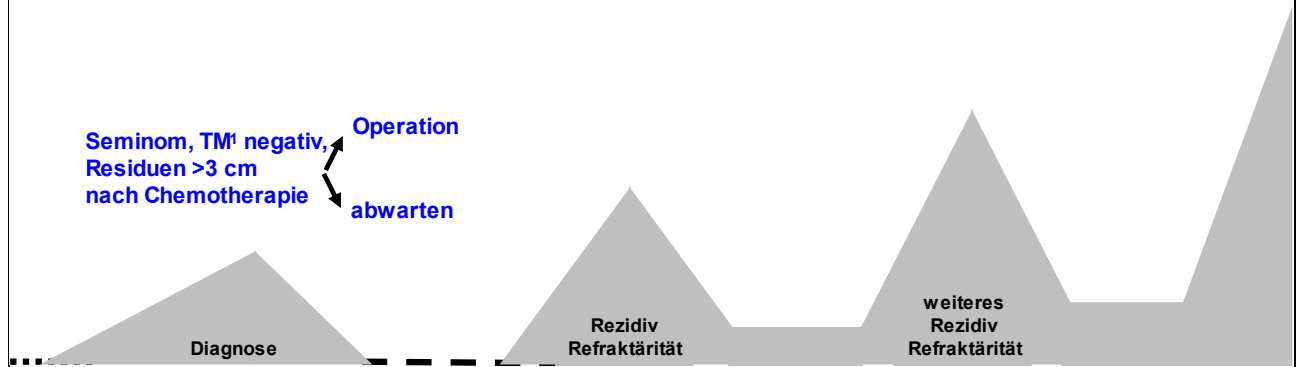 Seminom, TM¹ negativ,
Residuen >3 cm
nach Chemotherapie
Operation
abwarten
Diagnose
Rezidiv
Refraktärität
weiteres
Rezidiv
Refraktärität